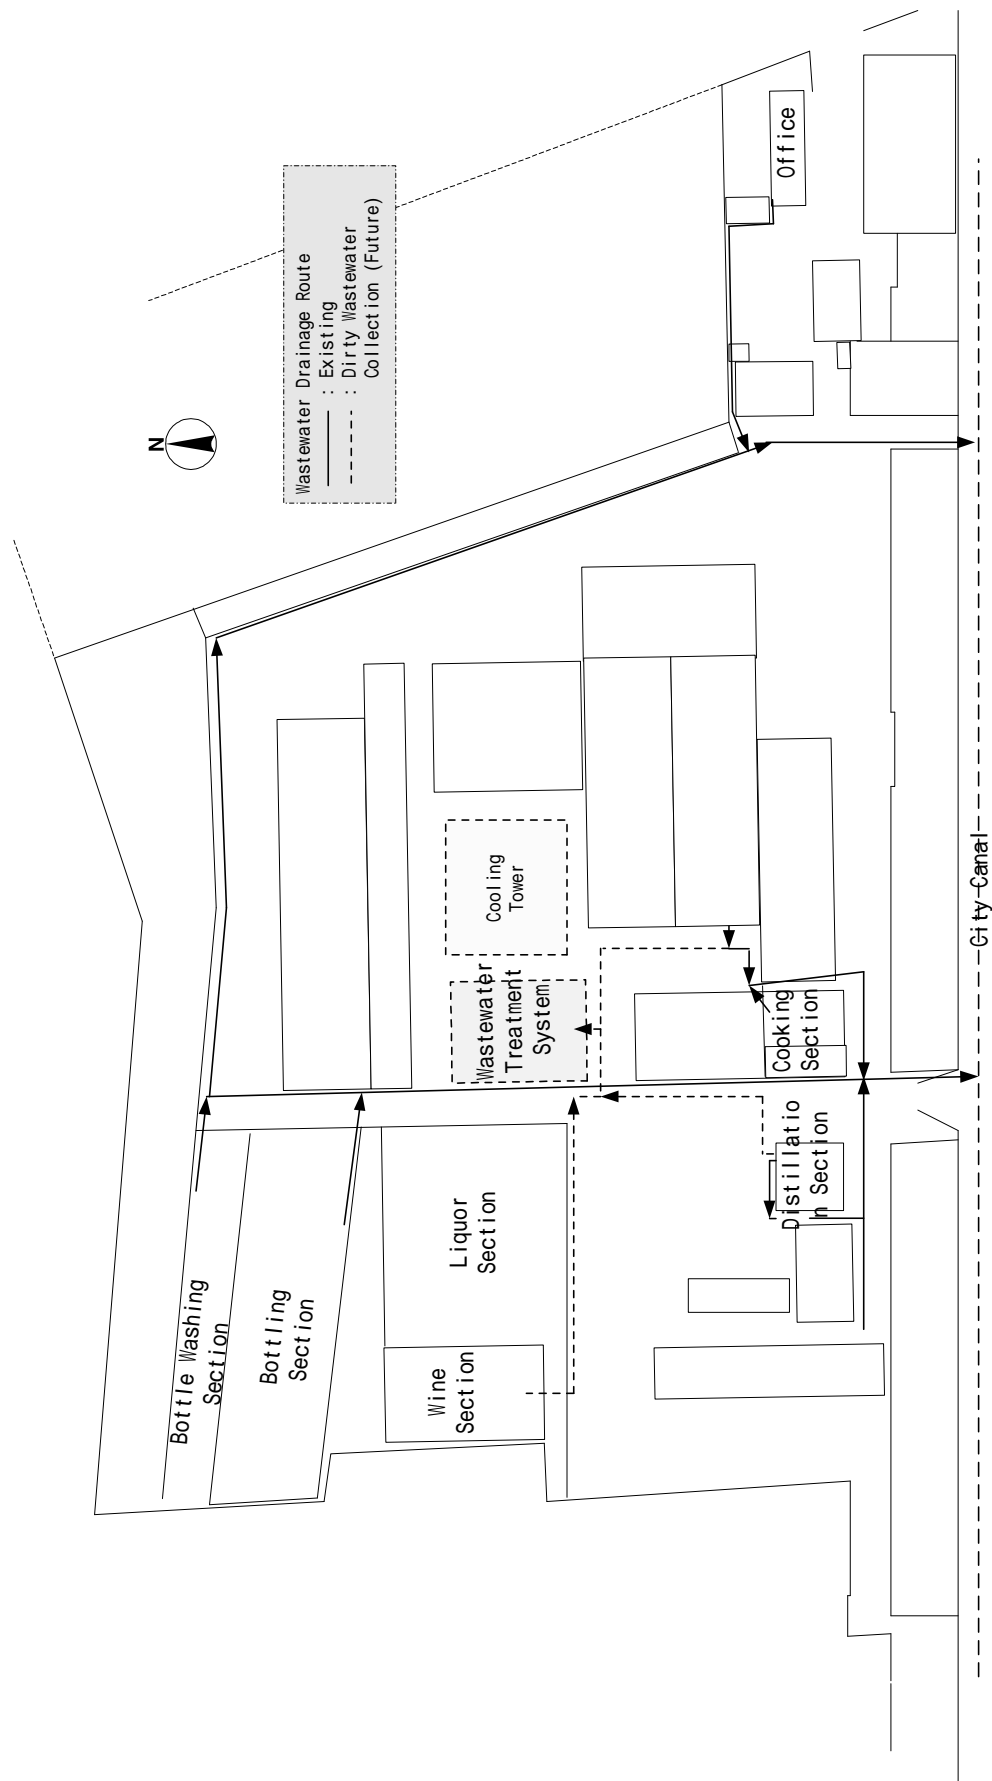 N
Wastewater Drainage Route
: Existing
: Dirty Wastewater
Collection (Future)
Office
Cooling
Tower
Wastewater
Treatment
System
Cooking
Section
Distillatio
n Section
Liquor
Section
Wine
Section
Bottle Washing
Section
Bottling
Section
City Canal